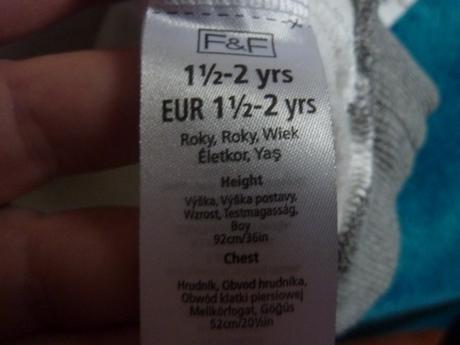 F&F
1½-2 yrs
EUR 1½-2 yrs
Roky, Roky, Wiek
Életkor, Yaş
Height
Výška, Výška postavy,
Wzrost, Testmagasság,
Boy
92cm/36in
Chest
Hrudník, Obvod hrudníka,
Obwód klatki piersiowej
Mellkörfogat, Göğüs
52cm/20½in